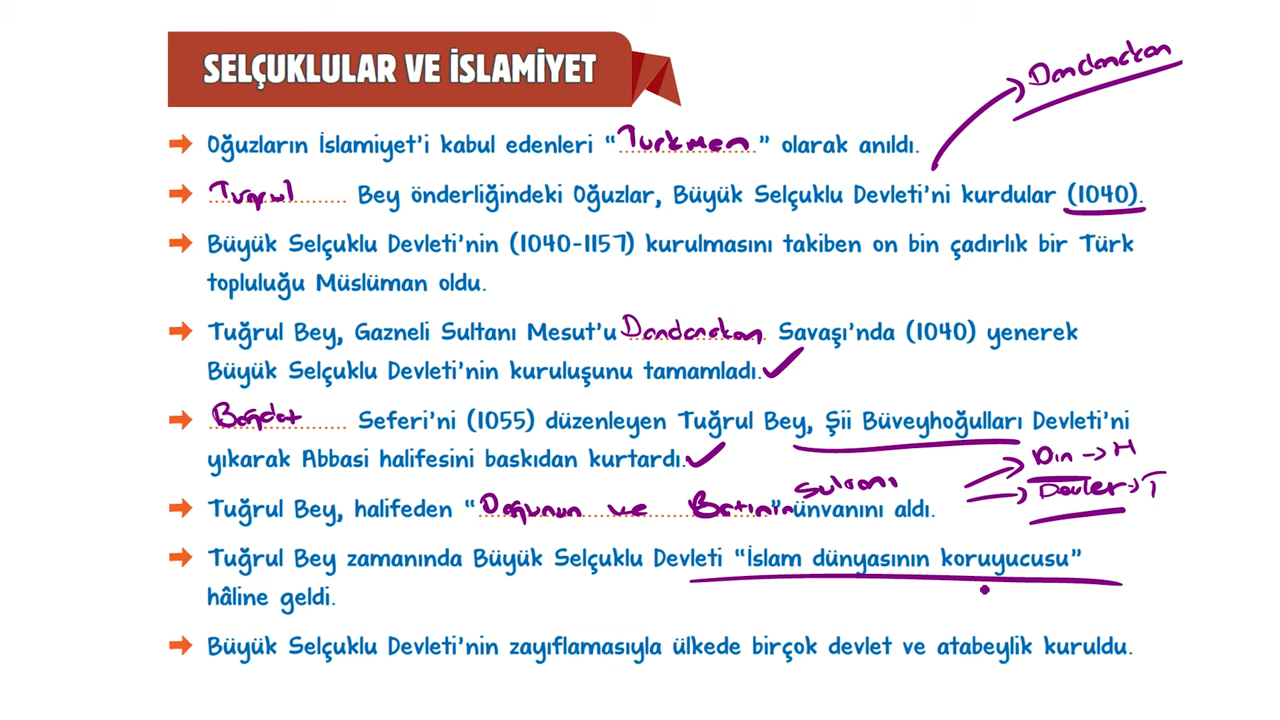 SELÇUKLULAR VE İSLAMİYET
Dandanakan
Oğuzların İslamiyet'i kabul edenleri "Türkmen" olarak anıldı.
Tuğrul Bey önderliğindeki Oğuzlar, Büyük Selçuklu Devleti'ni kurdular (1040).
Büyük Selçuklu Devleti'nin (1040-1157) kurulmasını takiben on bin çadırlık bir Türk
topluluğu Müslüman oldu.
Tuğrul Bey, Gazneli Sultanı Mesut'u Dandanakan Savaşı'nda (1040) yenerek
Büyük Selçuklu Devleti'nin kuruluşunu tamamladı.
Bağdat Seferi'ni (1055) düzenleyen Tuğrul Bey, Şii Büveyhoğulları Devleti'ni
yıkarak Abbasi halifesini baskıdan kurtardı.
Din → H
Devlet → T
Tuğrul Bey, halifeden "Doğunun ve Batının Sultanı" ünvanını aldı.
Tuğrul Bey zamanında Büyük Selçuklu Devleti "İslam dünyasının koruyucusu"
hâline geldi.
Büyük Selçuklu Devleti'nin zayıflamasıyla ülkede birçok devlet ve atabeylik kuruldu.